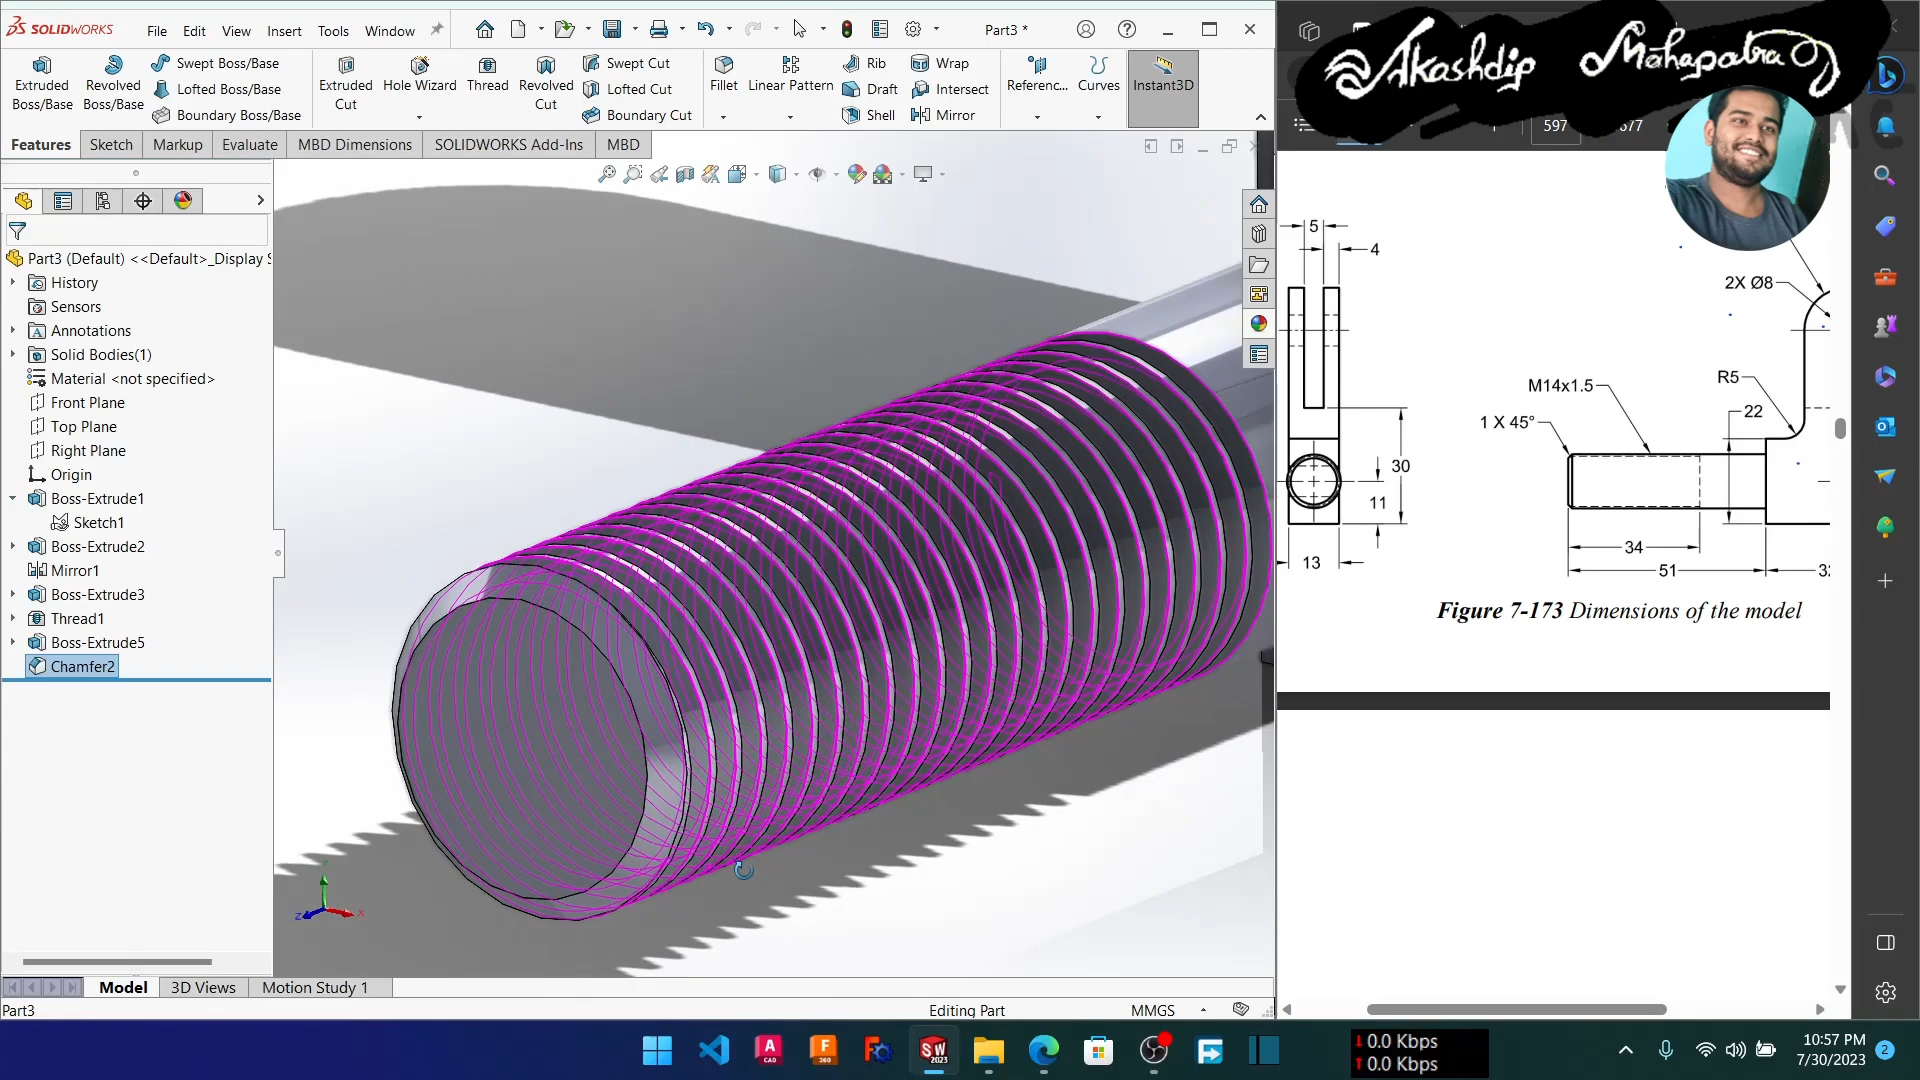 SOLIDWORKS
File Edit View Insert Tools Window
Part3 *
Extruded Boss/Base
Revolved Boss/Base
Swept Boss/Base
Lofted Boss/Base
Boundary Boss/Base
Extruded Cut
Hole Wizard
Thread
Revolved Cut
Swept Cut
Lofted Cut
Boundary Cut
Fillet
Linear Pattern
Rib
Draft
Shell
Wrap
Intersect
Mirror
Referenc...
Curves
Instant3D
Features Sketch Markup Evaluate MBD Dimensions SOLIDWORKS Add-Ins MBD
Part3 (Default) <<Default>_Display S
History
Sensors
Annotations
Solid Bodies(1)
Material <not specified>
Front Plane
Top Plane
Right Plane
Origin
Boss-Extrude1
Sketch1
Boss-Extrude2
Mirror1
Boss-Extrude3
Thread1
Boss-Extrude5
Chamfer2
Model 3D Views Motion Study 1
Part3 Editing Part MMGS
Akashdip Mahapatra
597
5
4
2X Ø8
M14x1.5
R5
1 X 45°
22
30
11
13
34
51
Figure 7-173 Dimensions of the model
0.0 Kbps
0.0 Kbps
10:57 PM
7/30/2023
2